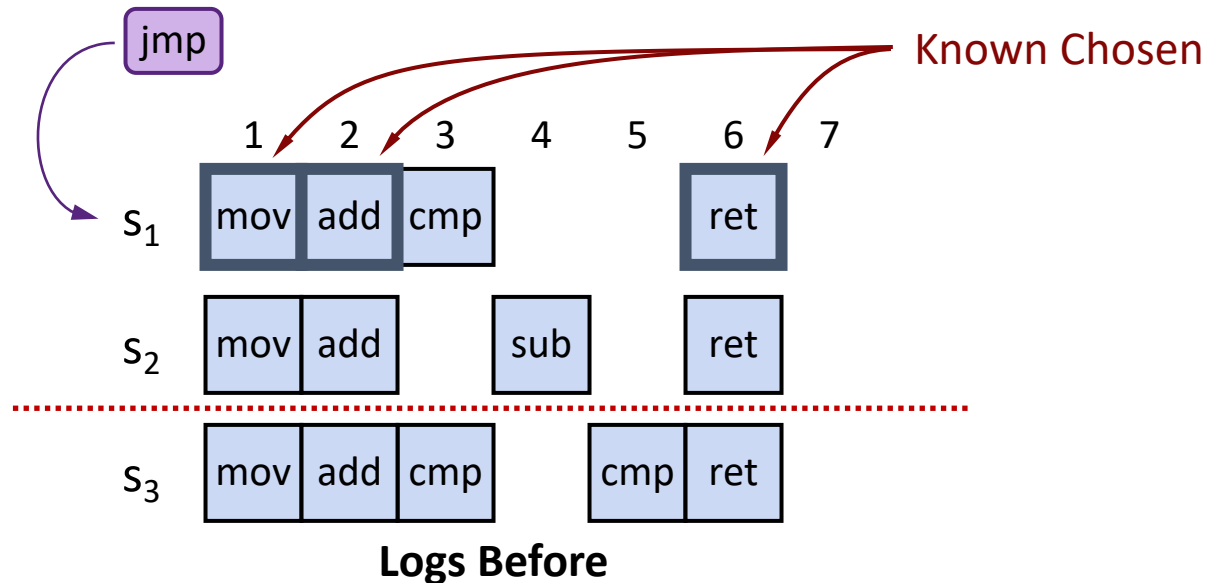 jmp
Known Chosen
1 2 3 4 5 6 7
s₁ mov add cmp ret
s₂ mov add sub ret
s₃ mov add cmp cmp ret
Logs Before